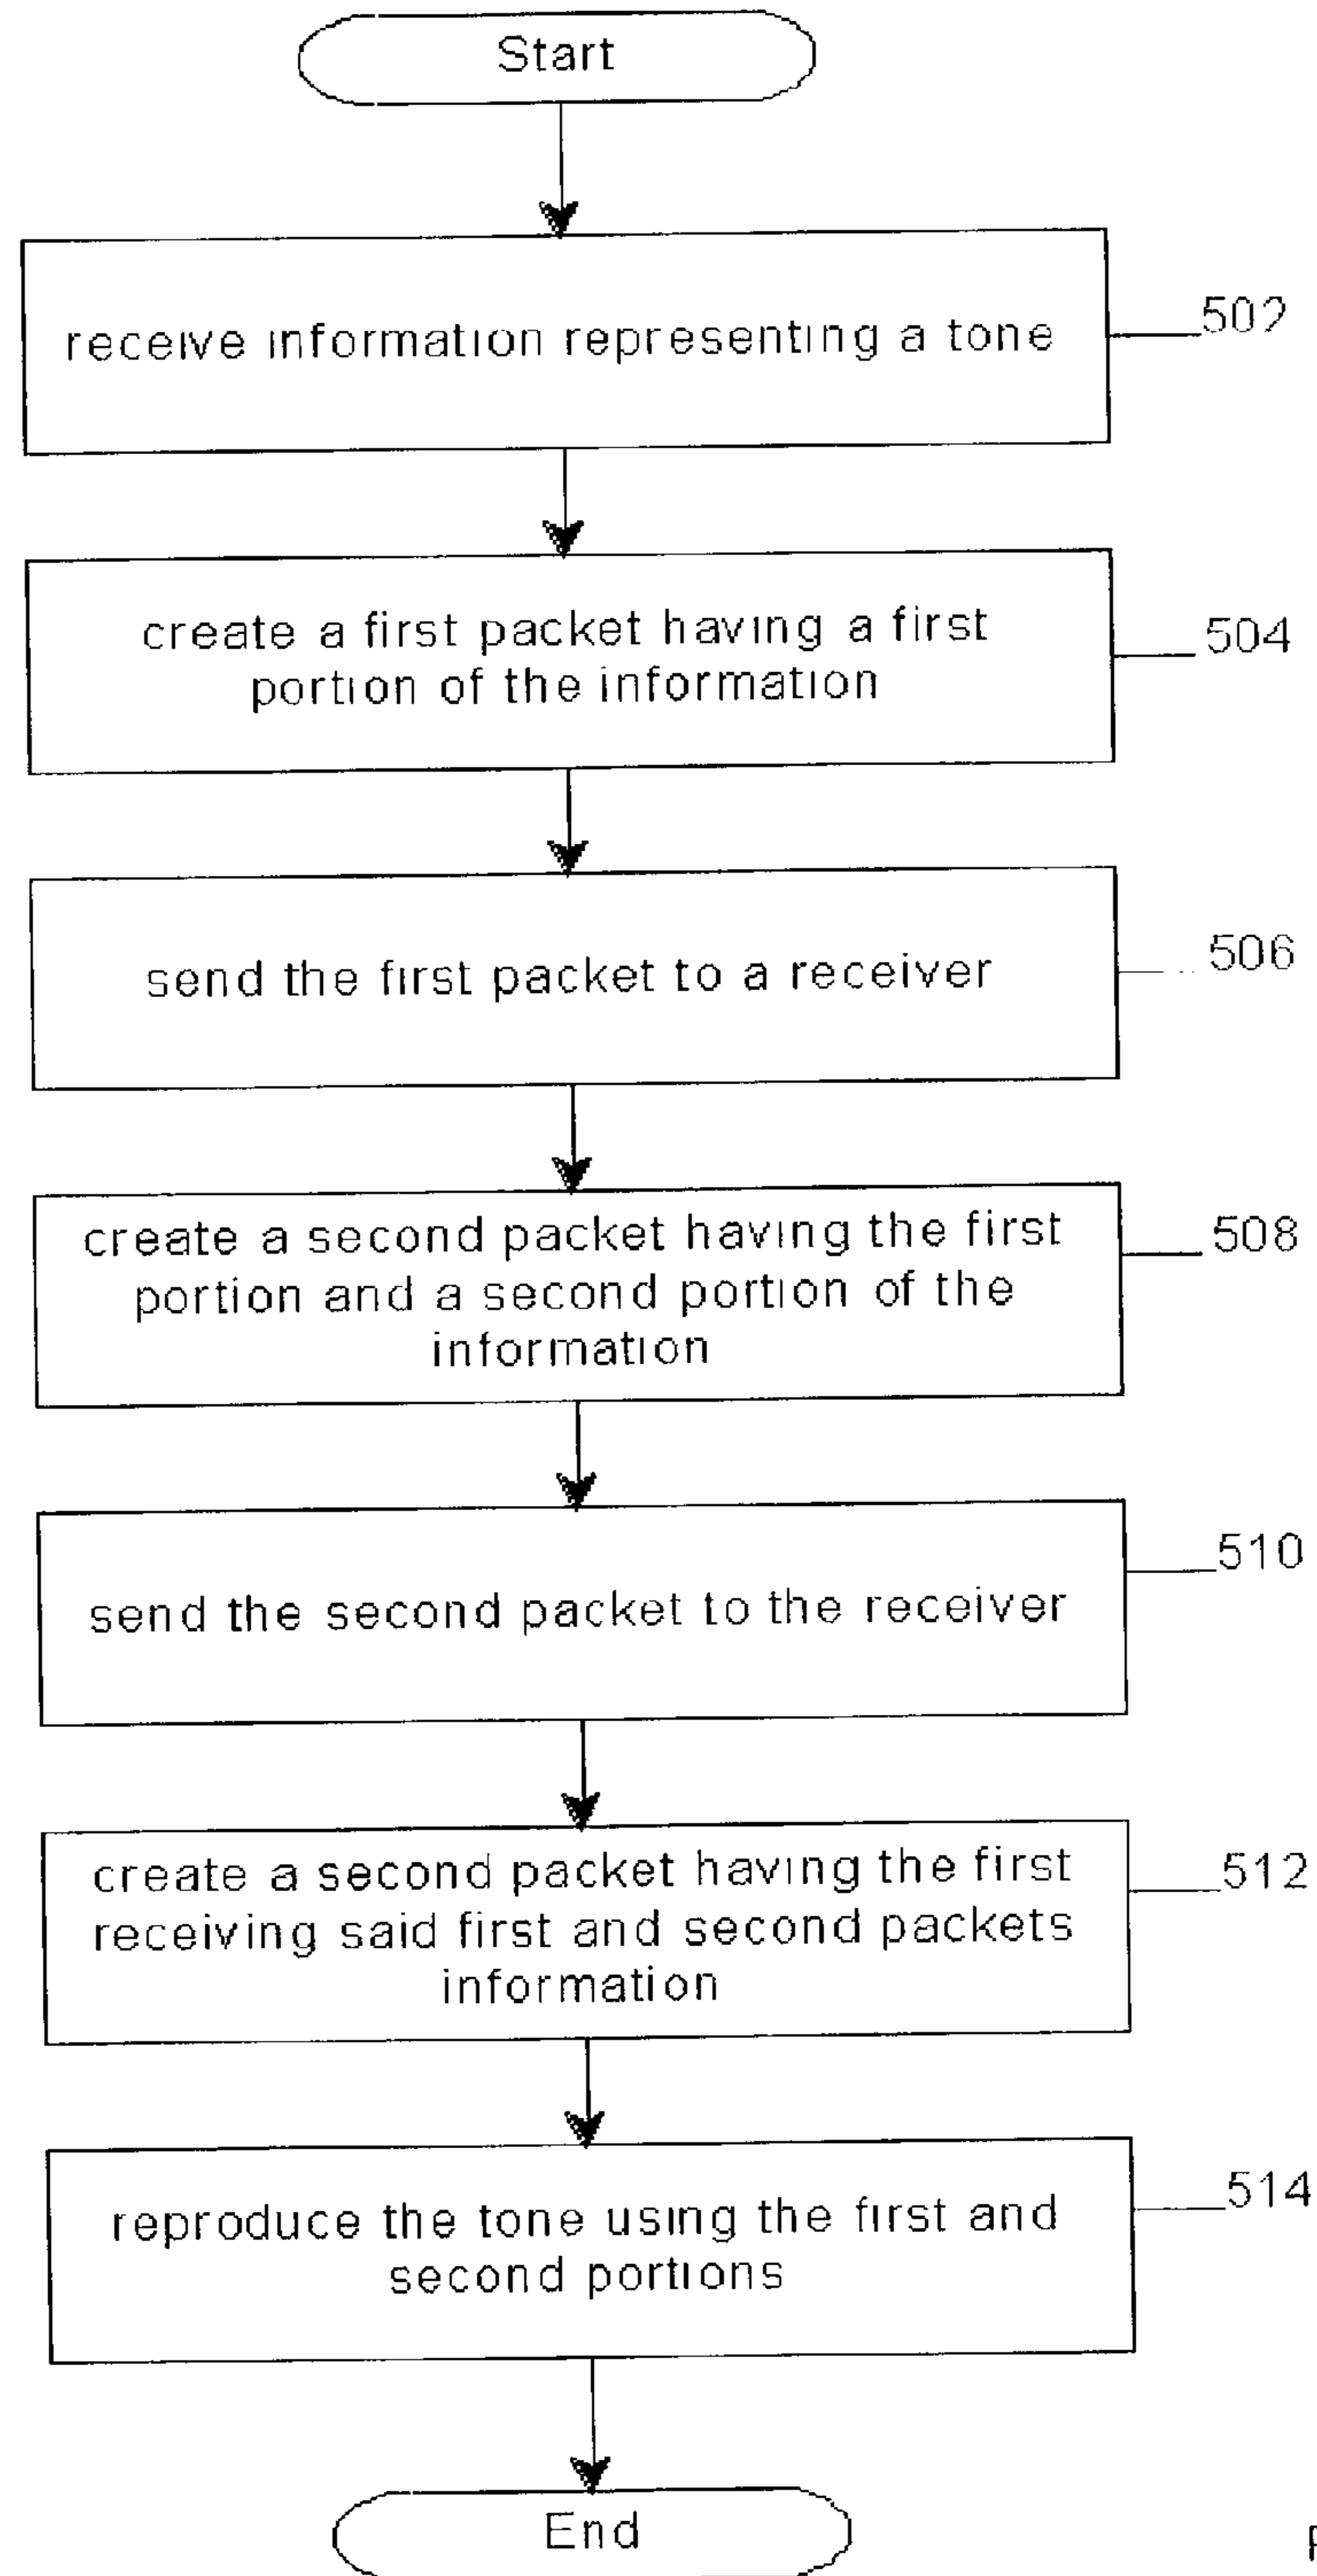 Start
receive information representing a tone
502
create a first packet having a first
portion of the information
504
send the first packet to a receiver
506
create a second packet having the first
portion and a second portion of the
information
508
send the second packet to the receiver
510
create a second packet having the first
receiving said first and second packets
information
512
reproduce the tone using the first and
second portions
514
End